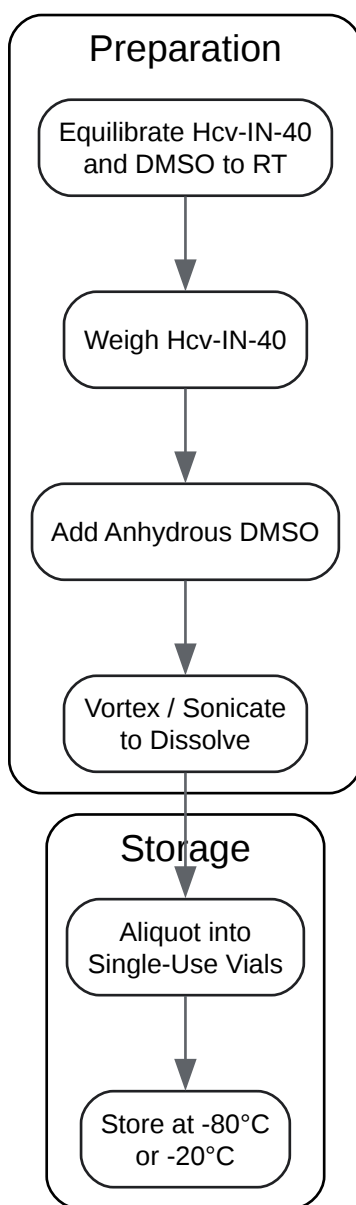 Preparation
Equilibrate Hcv-IN-40
and DMSO to RT
Weigh Hcv-IN-40
Add Anhydrous DMSO
Vortex / Sonicate
to Dissolve
Storage
Aliquot into
Single-Use Vials
Store at -80°C
or -20°C